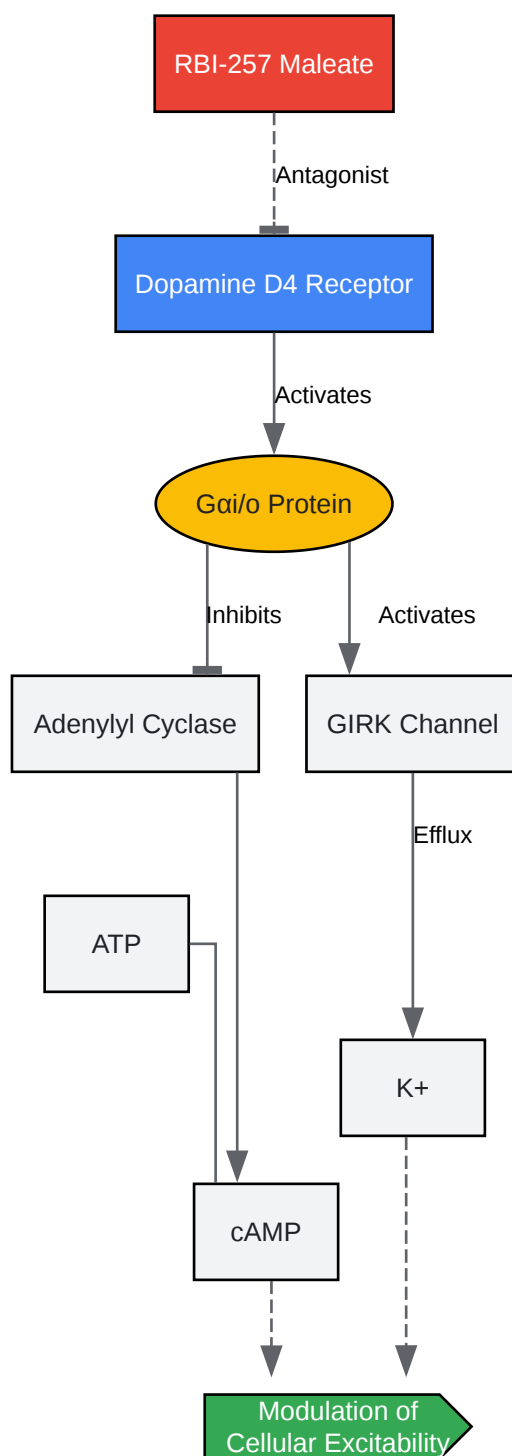 RBI-257 Maleate
Antagonist
Dopamine D4 Receptor
Activates
Gαi/o Protein
Inhibits
Activates
Adenylyl Cyclase
GIRK Channel
Efflux
ATP
K+
cAMP
Modulation of
Cellular Excitability